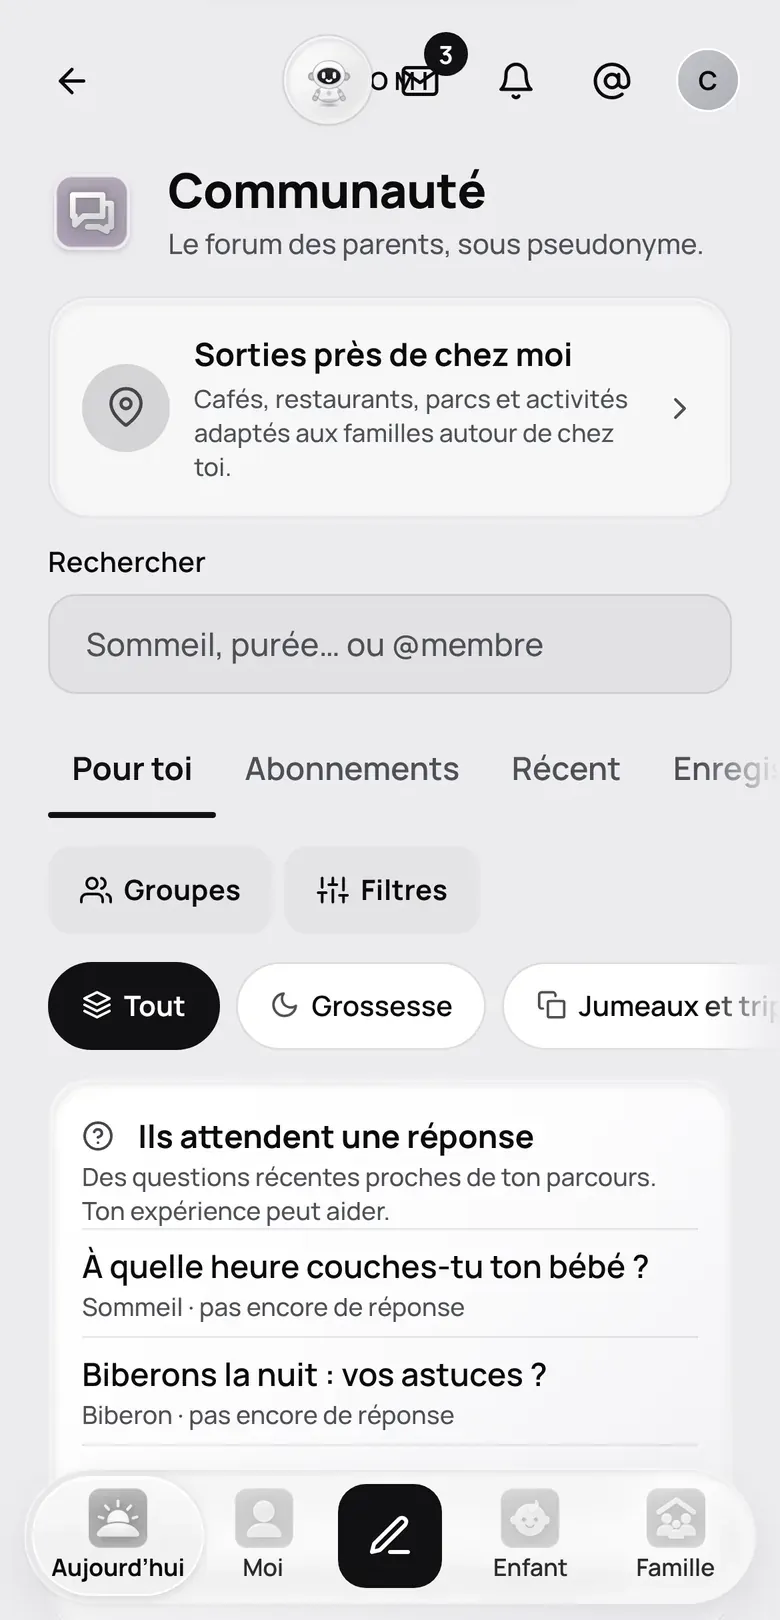 3
C
Communauté
Le forum des parents, sous pseudonyme.
Sorties près de chez moi
Cafés, restaurants, parcs et activités
adaptés aux familles autour de chez
toi.
Rechercher
Sommeil, purée... ou @membre
Pour toi Abonnements Récent
Groupes Filtres
Tout Grossesse Jumeaux et
Ils attendent une réponse
Des questions récentes proches de ton parcours.
Ton expérience peut aider.
À quelle heure couches-tu ton bébé ?
Sommeil · pas encore de réponse
Biberons la nuit : vos astuces ?
Biberon · pas encore de réponse
Aujourd’hui Moi Enfant Famille